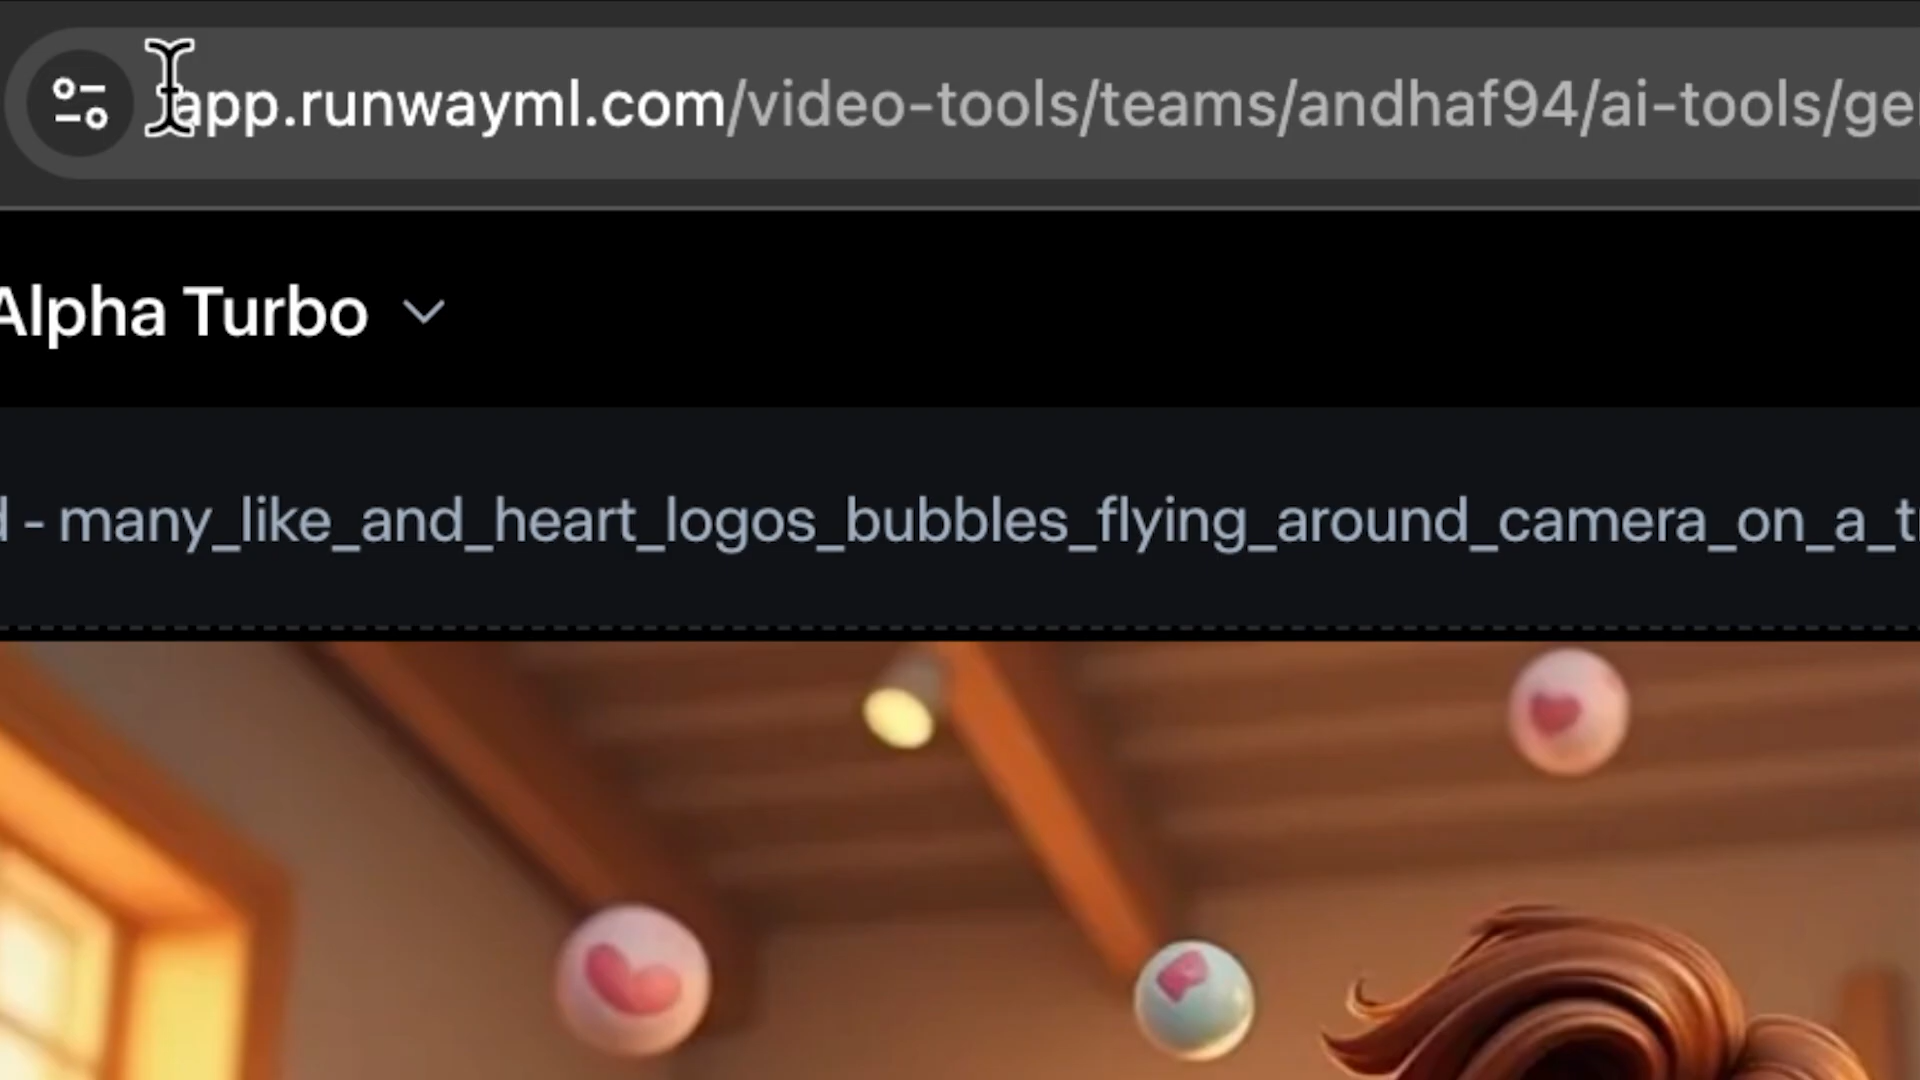 app.runwayml.com/video-tools/teams/andhaf94/ai-tools/ge
Alpha Turbo
- many_like_and_heart_logos_bubbles_flying_around_camera_on_a_t